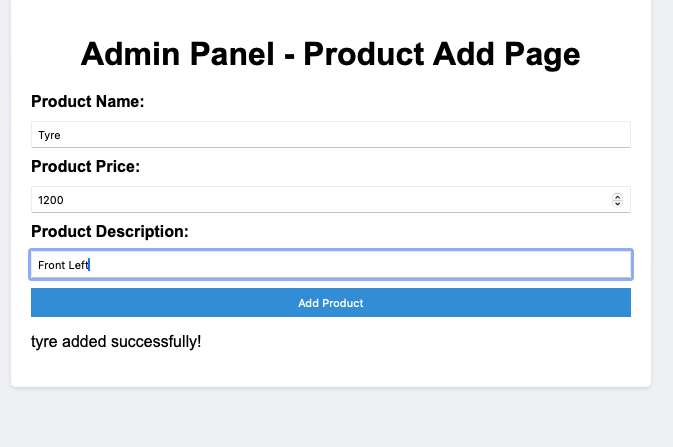 Admin Panel - Product Add Page
Product Name:
Tyre
Product Price:
1200
Product Description:
Front Left
Add Product
tyre added successfully!